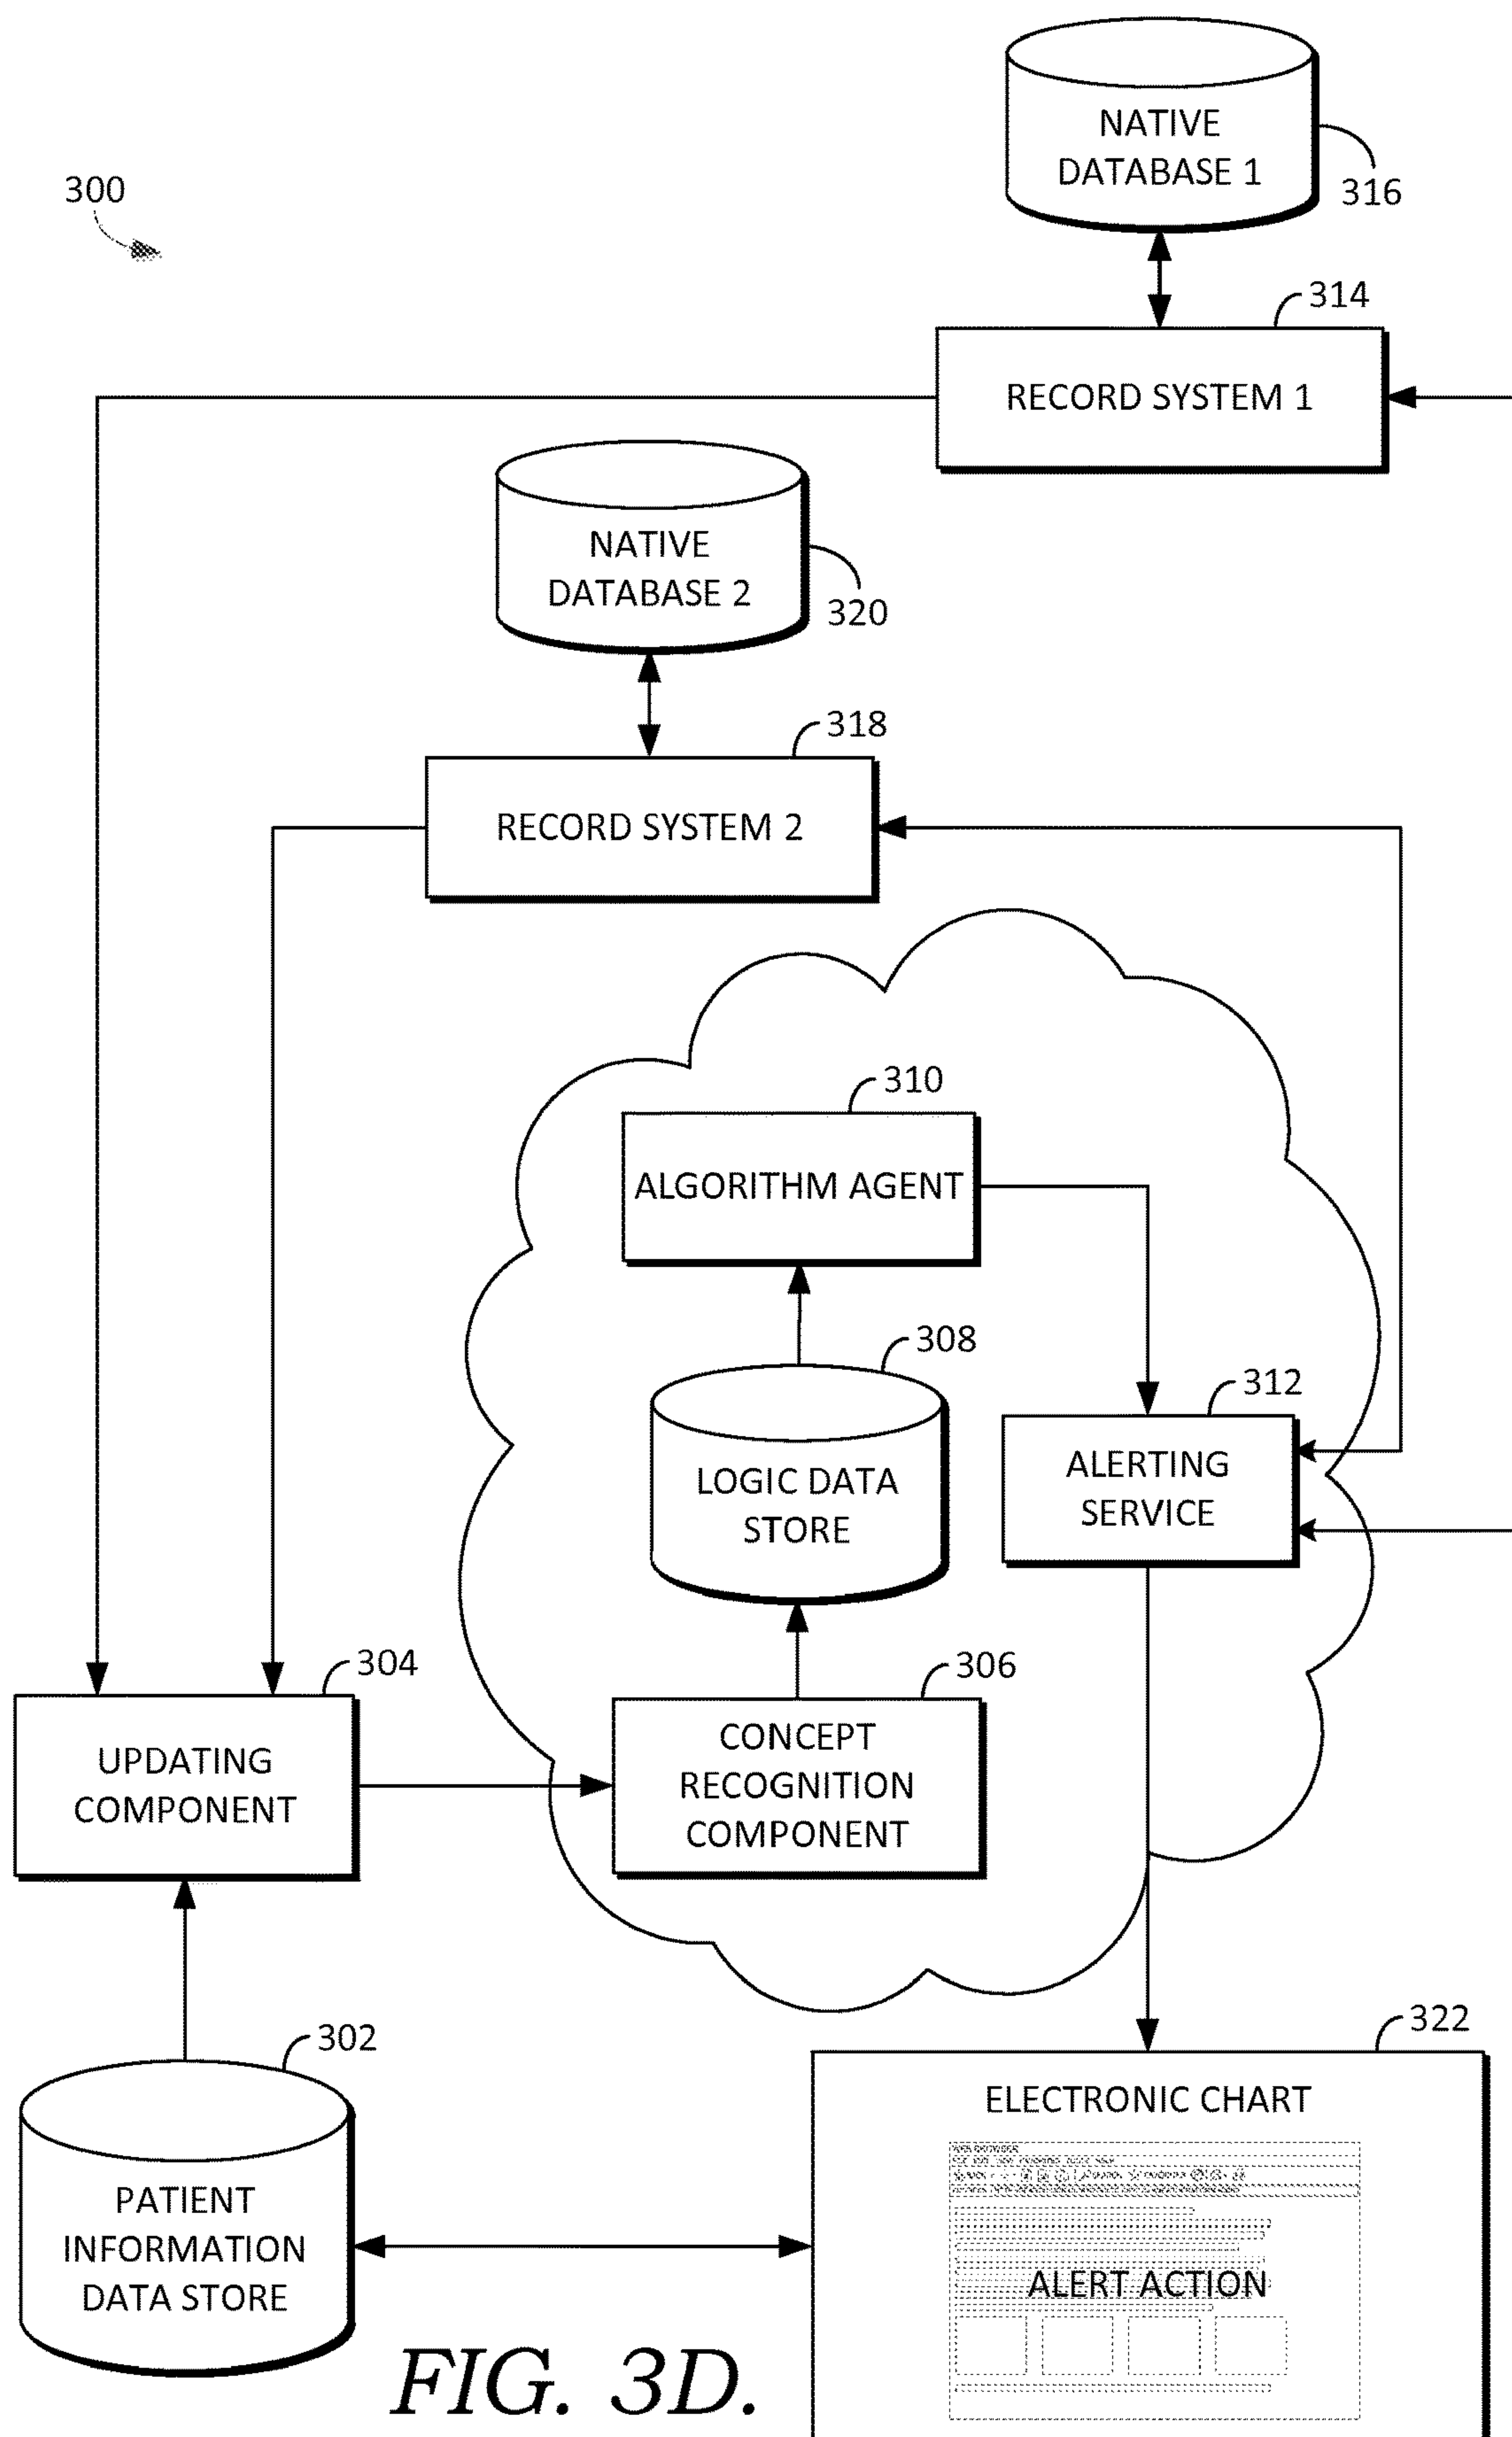 NATIVE
DATABASE 1
316
300
314
RECORD SYSTEM 1
NATIVE
DATABASE 2
320
318
RECORD SYSTEM 2
310
ALGORITHM AGENT
308
LOGIC DATA
STORE
312
ALERTING
SERVICE
304
UPDATING
COMPONENT
306
CONCEPT
RECOGNITION
COMPONENT
302
PATIENT
INFORMATION
DATA STORE
322
ELECTRONIC CHART
ALERT ACTION
FIG. 3D.